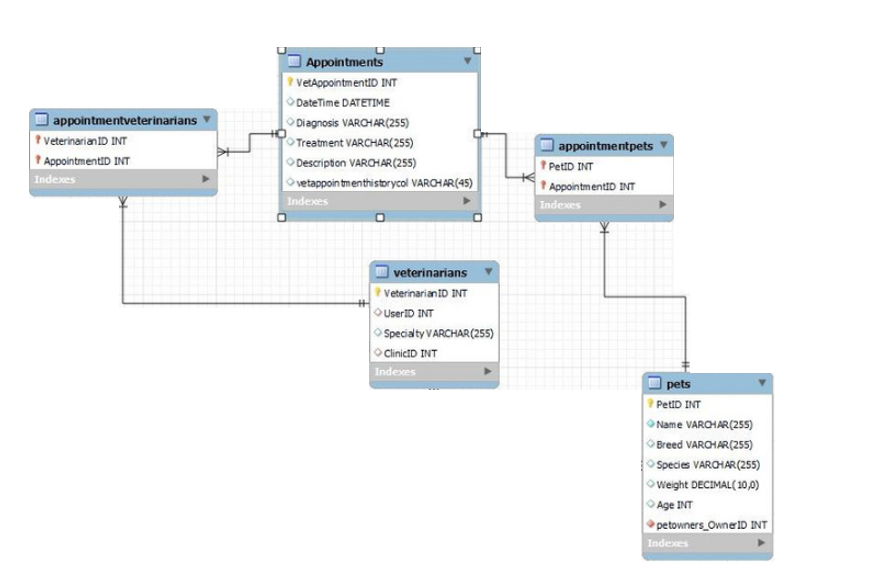 Appointments
VetAppointmentID INT
DateTime DATETIME
Diagnosis VARCHAR(255)
Treatment VARCHAR(255)
Description VARCHAR(255)
vetappointmenthistorycol VARCHAR(45)
Indexes
appointmentveterinarians
VeterinarianID INT
AppointmentID INT
Indexes
appointmentpets
PetID INT
AppointmentID INT
Indexes
veterinarians
VeterinarianID INT
UserID INT
Specialty VARCHAR(255)
ClinicID INT
Indexes
pets
PetID INT
Name VARCHAR(255)
Breed VARCHAR(255)
Species VARCHAR(255)
Weight DECIMAL(10,0)
Age INT
petowners_OwnerID INT
Indexes